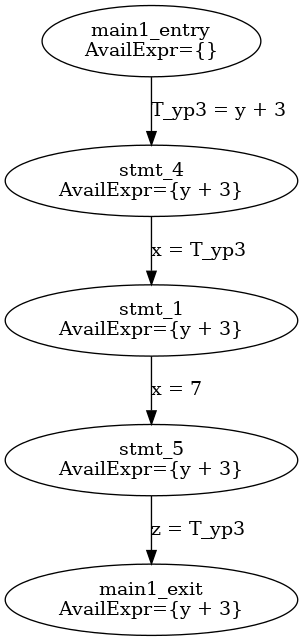 main1_entry
AvailExpr={}
T_yp3 = y + 3
stmt_4
AvailExpr={y + 3}
x = T_yp3
stmt_1
AvailExpr={y + 3}
x = 7
stmt_5
AvailExpr={y + 3}
z = T_yp3
main1_exit
AvailExpr={y + 3}